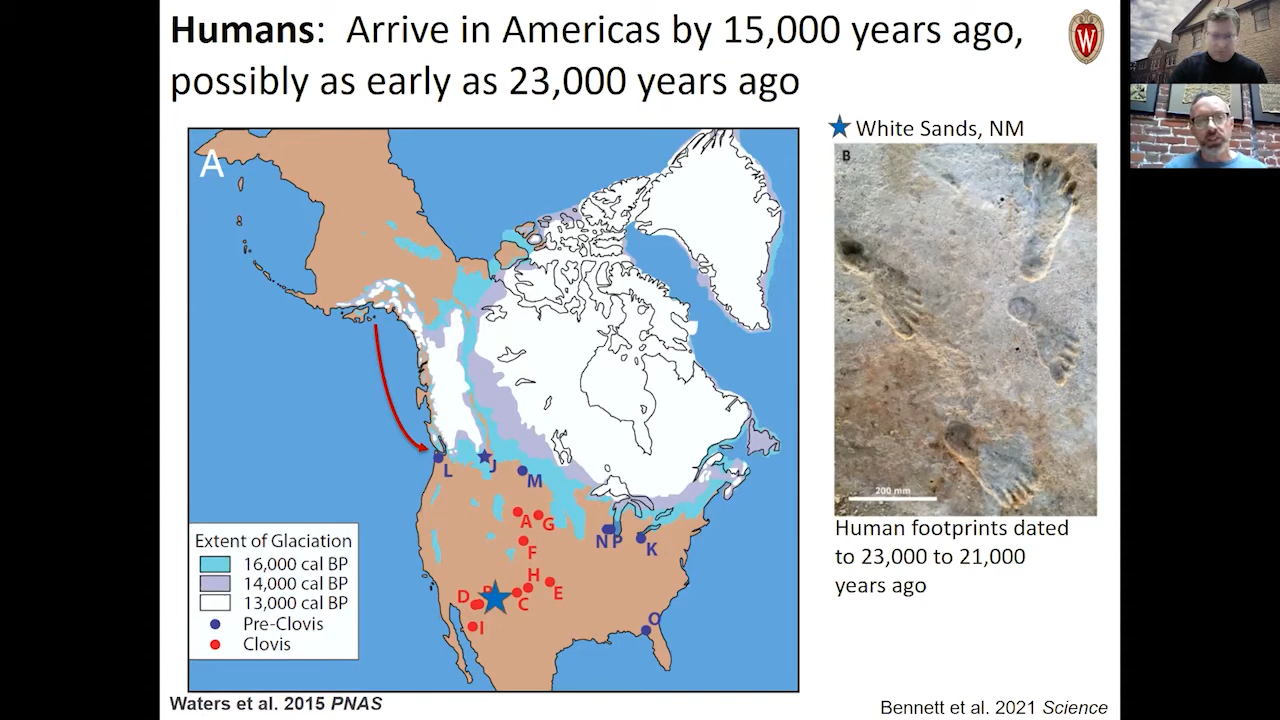 Humans: Arrive in Americas by 15,000 years ago,
possibly as early as 23,000 years ago
W
White Sands, NM
A
B
200 mm
L
J
M
A
G
F
N P
K
H
D
C
E
I
O
Extent of Glaciation
16,000 cal BP
14,000 cal BP
13,000 cal BP
Pre-Clovis
Clovis
Human footprints dated
to 23,000 to 21,000
years ago
Waters et al. 2015 PNAS
Bennett et al. 2021 Science